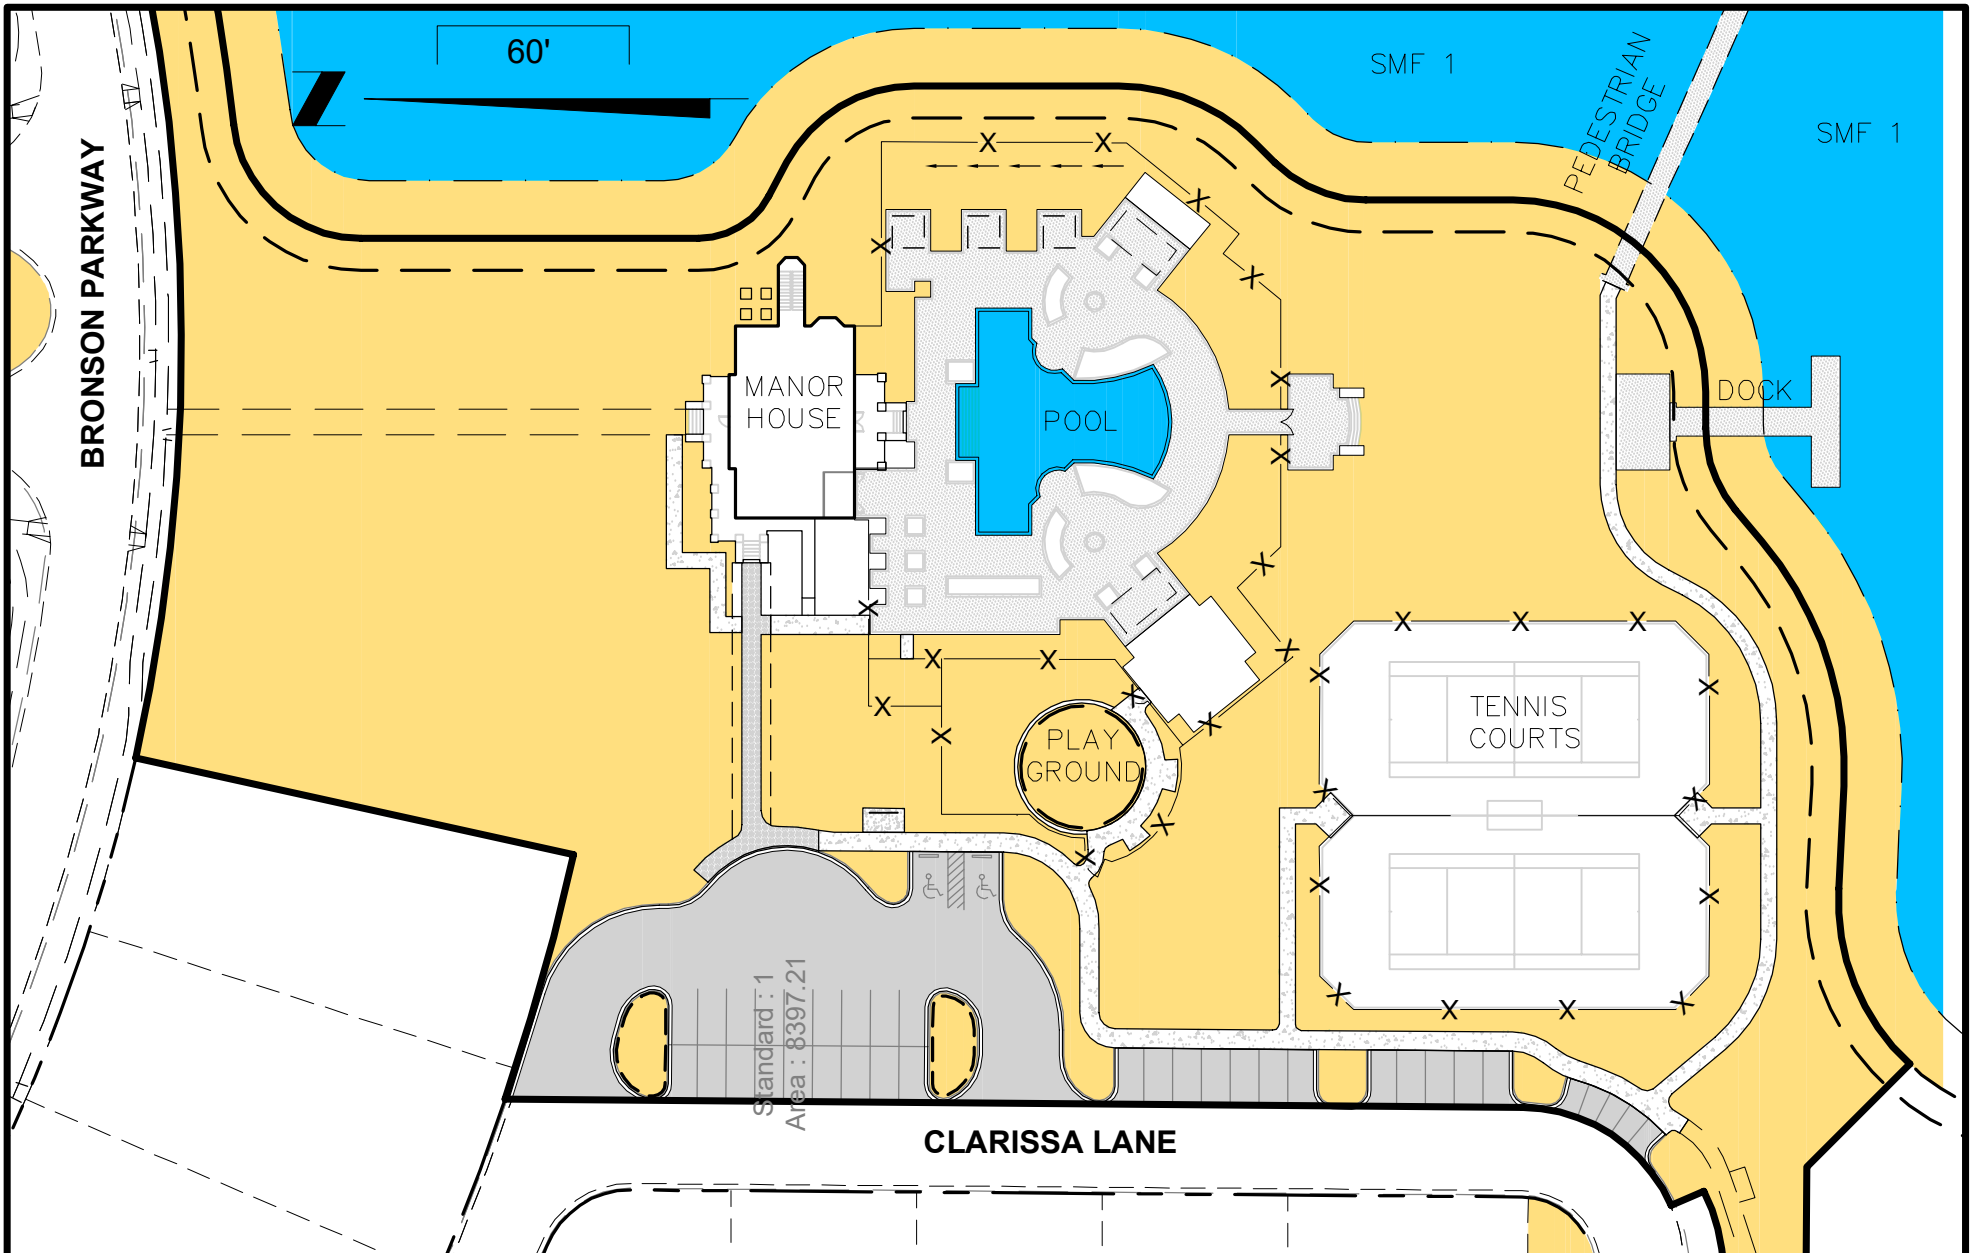 60'
SMF 1
PEDESTRIAN
BRIDGE
SMF 1
BRONSON PARKWAY
MANOR
HOUSE
POOL
DOCK
TENNIS
COURTS
PLAY
GROUND
Standard : 1
Area : 8397.21
CLARISSA LANE